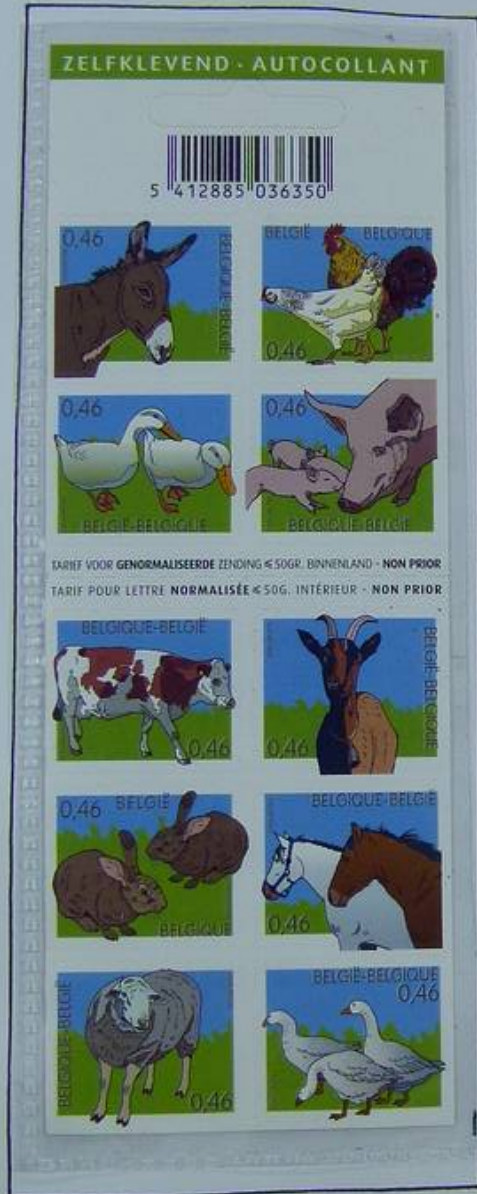 ZELFKLEVEND · AUTOCOLLANT
5 412885 036350
0,46
BELGIQUE-BELGIË
BELGIË BELGIQUE
0,46
0,46
BELGIË-BELGIQUE
0,46
BELGIQUE-BELGIË
TARIEF VOOR GENORMALISEERDE ZENDING ≤ 50GR. BINNENLAND - NON PRIOR
TARIF POUR LETTRE NORMALISÉE ≤ 50G. INTÉRIEUR - NON PRIOR
BELGIQUE-BELGIË
0,46
BELGIË-BELGIQUE
0,46
0,46 BELGIË
BELGIQUE
BELGIQUE-BELGIË
0,46
BELGIQUE-BELGIË
0,46
BELGIË-BELGIQUE
0,46